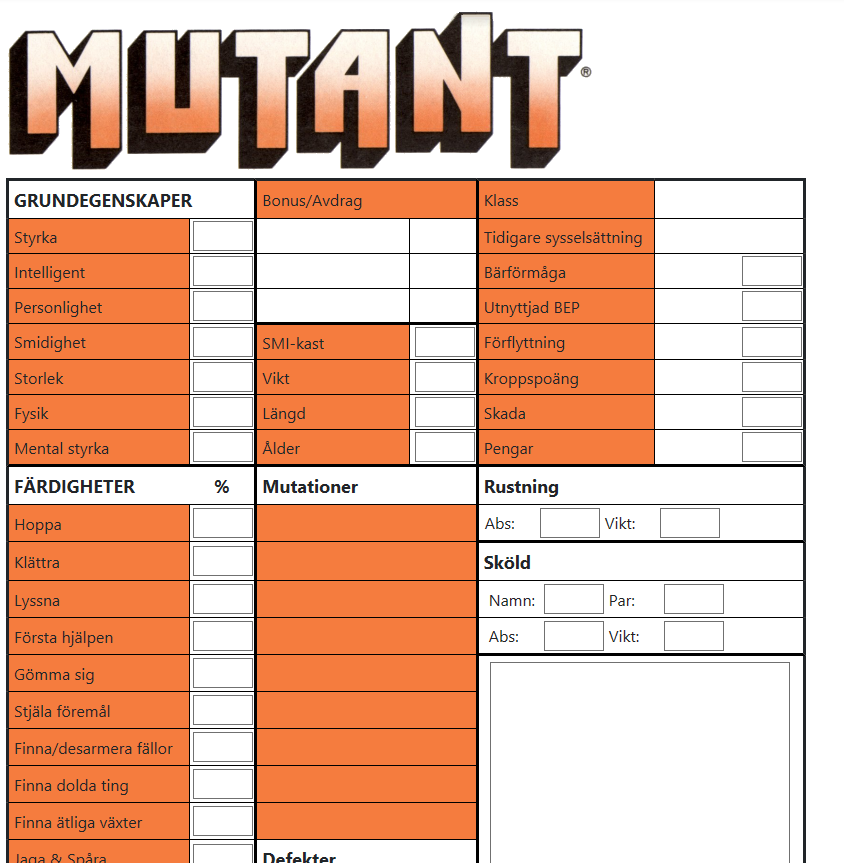 MUTANT®
GRUNDEGENSKAPER Bonus/Avdrag Klass
Styrka Tidigare sysselsättning
Intelligent Bärförmåga
Personlighet Utnyttjad BEP
Smidighet SMI-kast Förflyttning
Storlek Vikt Kroppspoäng
Fysik Längd Skada
Mental styrka Ålder Pengar
FÄRDIGHETER % Mutationer Rustning
Hoppa Abs: Vikt:
Klättra Sköld
Lyssna Namn: Par:
Första hjälpen Abs: Vikt:
Gömma sig
Stjäla föremål
Finna/desarmera fällor
Finna dolda ting
Finna ätliga växter
Jaga & Spåra Defekter